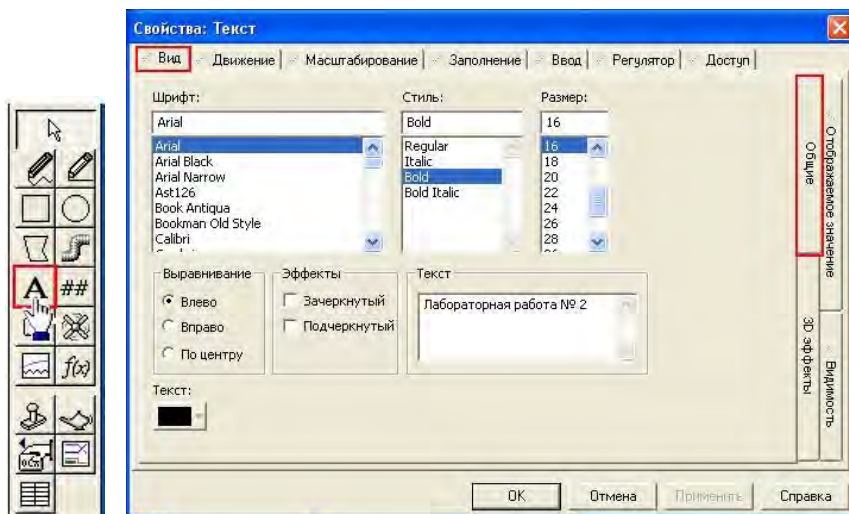 Свойства: Текст
Вид Движение Масштабирование Заполнение Ввод Регулятор Доступ
Шрифт: Стиль: Размер:
Arial Bold 16
Arial Regular 16
Arial Black Italic 18
Arial Narrow Bold 20
Ast126 Bold Italic 22
Book Antiqua 24
Bookman Old Style 26
Calibri 28
Общие
Отображаемое значение
3D эффекты
Видимость
A ##
f(x)
Выравнивание Эффекты Текст
Влево Зачеркнутый Лабораторная работа № 2
Вправо Подчеркнутый
По центру
Текст:
OK Отмена Применить Справка